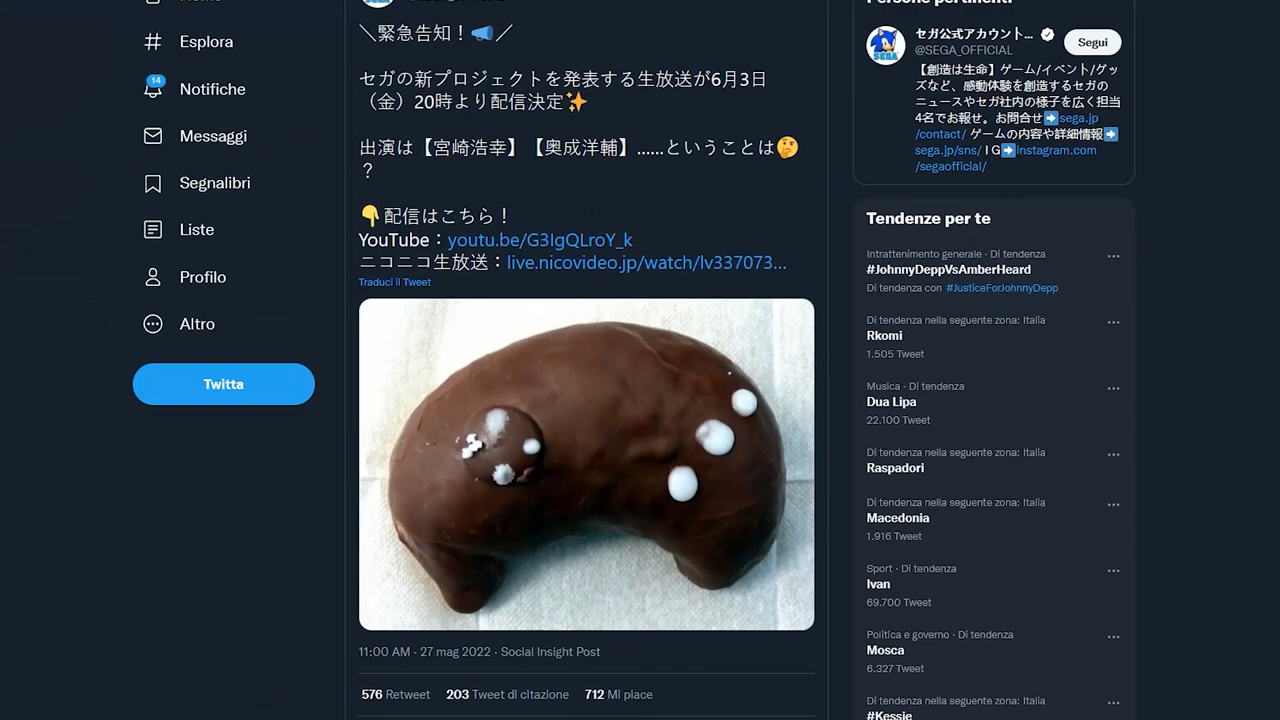 Esplora
14
Notifiche
Messaggi
Segnalibri
Liste
Profilo
Altro
Twitta
＼緊急告知！📣／
セガの新プロジェクトを発表する生放送が6月3日
（金）20時より配信決定✨
出演は【宮崎浩幸】【奥成洋輔】……ということは🤔
？
👇配信はこちら！
YouTube：youtu.be/G3IgQLroY_k
ニコニコ生放送：live.nicovideo.jp/watch/lv337073…
Traduci il Tweet
11:00 AM · 27 mag 2022 · Social Insight Post
576 Retweet 203 Tweet di citazione 712 Mi piace
Persone pertinenti
セガ公式アカウント...
@SEGA_OFFICIAL
Segui
SEGA
【創造は生命】ゲーム/イベント/グッ
ズなど、感動体験を創造するセガの
ニュースやセガ社内の様子を広く担当
4名でお報せ。お問合せ➡sega.jp
/contact/ ゲームの内容や詳細情報➡
sega.jp/sns/ I G➡instagram.com
/segaofficial/
Tendenze per te
Intrattenimento generale · Di tendenza
#JohnnyDeppVsAmberHeard
Di tendenza con #JusticeForJohnnyDepp
Di tendenza nella seguente zona: Italia
Rkomi
1.505 Tweet
Musica · Di tendenza
Dua Lipa
22.100 Tweet
Di tendenza nella seguente zona: Italia
Raspadori
Di tendenza nella seguente zona: Italia
Macedonia
1.916 Tweet
Sport · Di tendenza
Ivan
69.700 Tweet
Politica e governo · Di tendenza
Mosca
6.327 Tweet
Di tendenza nella seguente zona: Italia
#Kessie